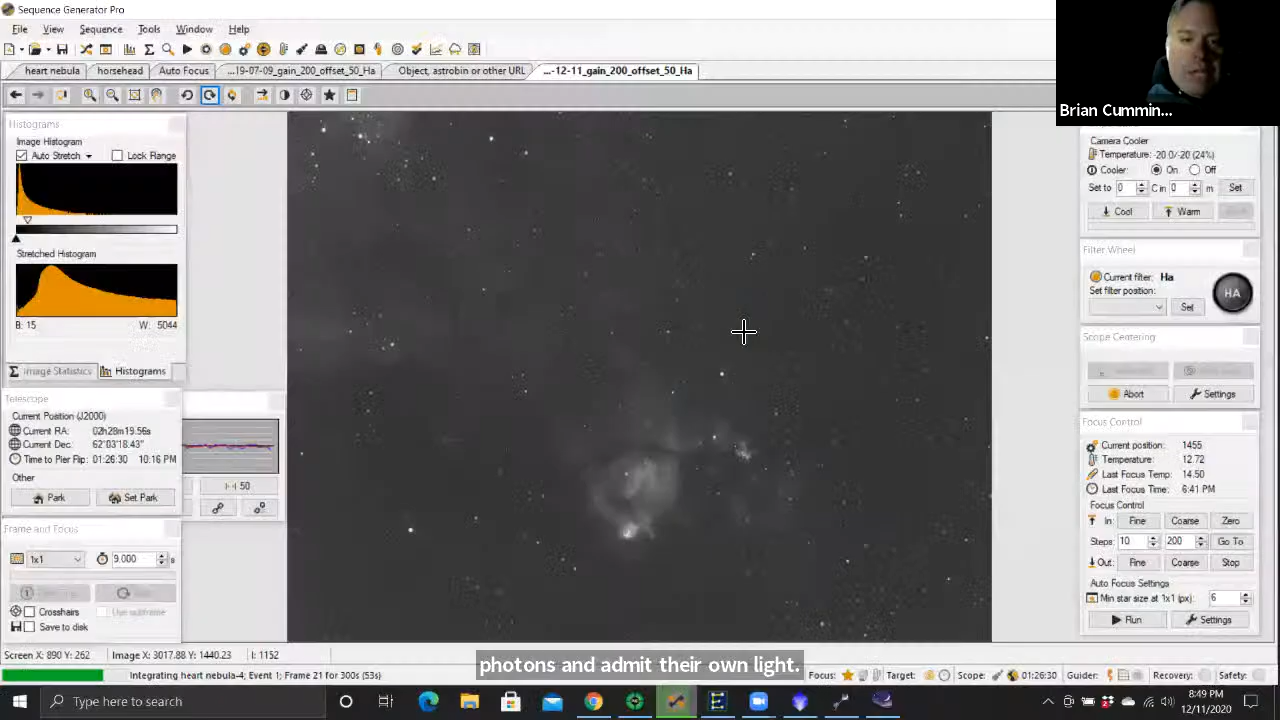 Sequence Generator Pro
File View Sequence Tools Window Help
heart nebula horsehead Auto Focus ...19-07-09_gain_200_offset_50_Ha Object, astrobin or other URL ...-12-11_gain_200_offset_50_Ha
Brian Cummin...
Histograms
Image Histogram
Auto Stretch Lock Range
Stretched Histogram
B: 15 W: 5044
Image Statistics Histograms
Telescope
Current Position (J2000)
Current RA: 02h28m19.56s
Current Dec: 62°03'18.43"
Time to Pier Flip: 01:26:30 10:16 PM
Other
Park Set Park
50
Frame and Focus
1x1 9.000 s
Crosshairs Use subframe
Save to disk
Camera Cooler
Temperature: -20.0/-20 (24%)
Cooler: On Off
Set to 0 C in 0 m Set
Cool Warm
Filter Wheel
Current filter: Ha
Set filter position:
Set
HA
Scope Centering
Abort Settings
Focus Control
Current position: 1455
Temperature: 12.72
Last Focus Temp: 14.50
Last Focus Time: 6:41 PM
Focus Control
In: Fine Coarse Zero
Steps: 10 200 Go To
Out: Fine Coarse Stop
Auto Focus Settings
Min star size at 1x1 (px): 6
Run Settings
Screen X: 890 Y: 262 Image X: 3017.88 Y: 1440.23 I: 1152
photons and admit their own light.
Integrating heart nebula-4; Event 1; Frame 21 for 300s (53s)
Focus: Target: Scope: 01:26:30 Guider: Recovery: Safety:
Type here to search
8:49 PM
12/11/2020